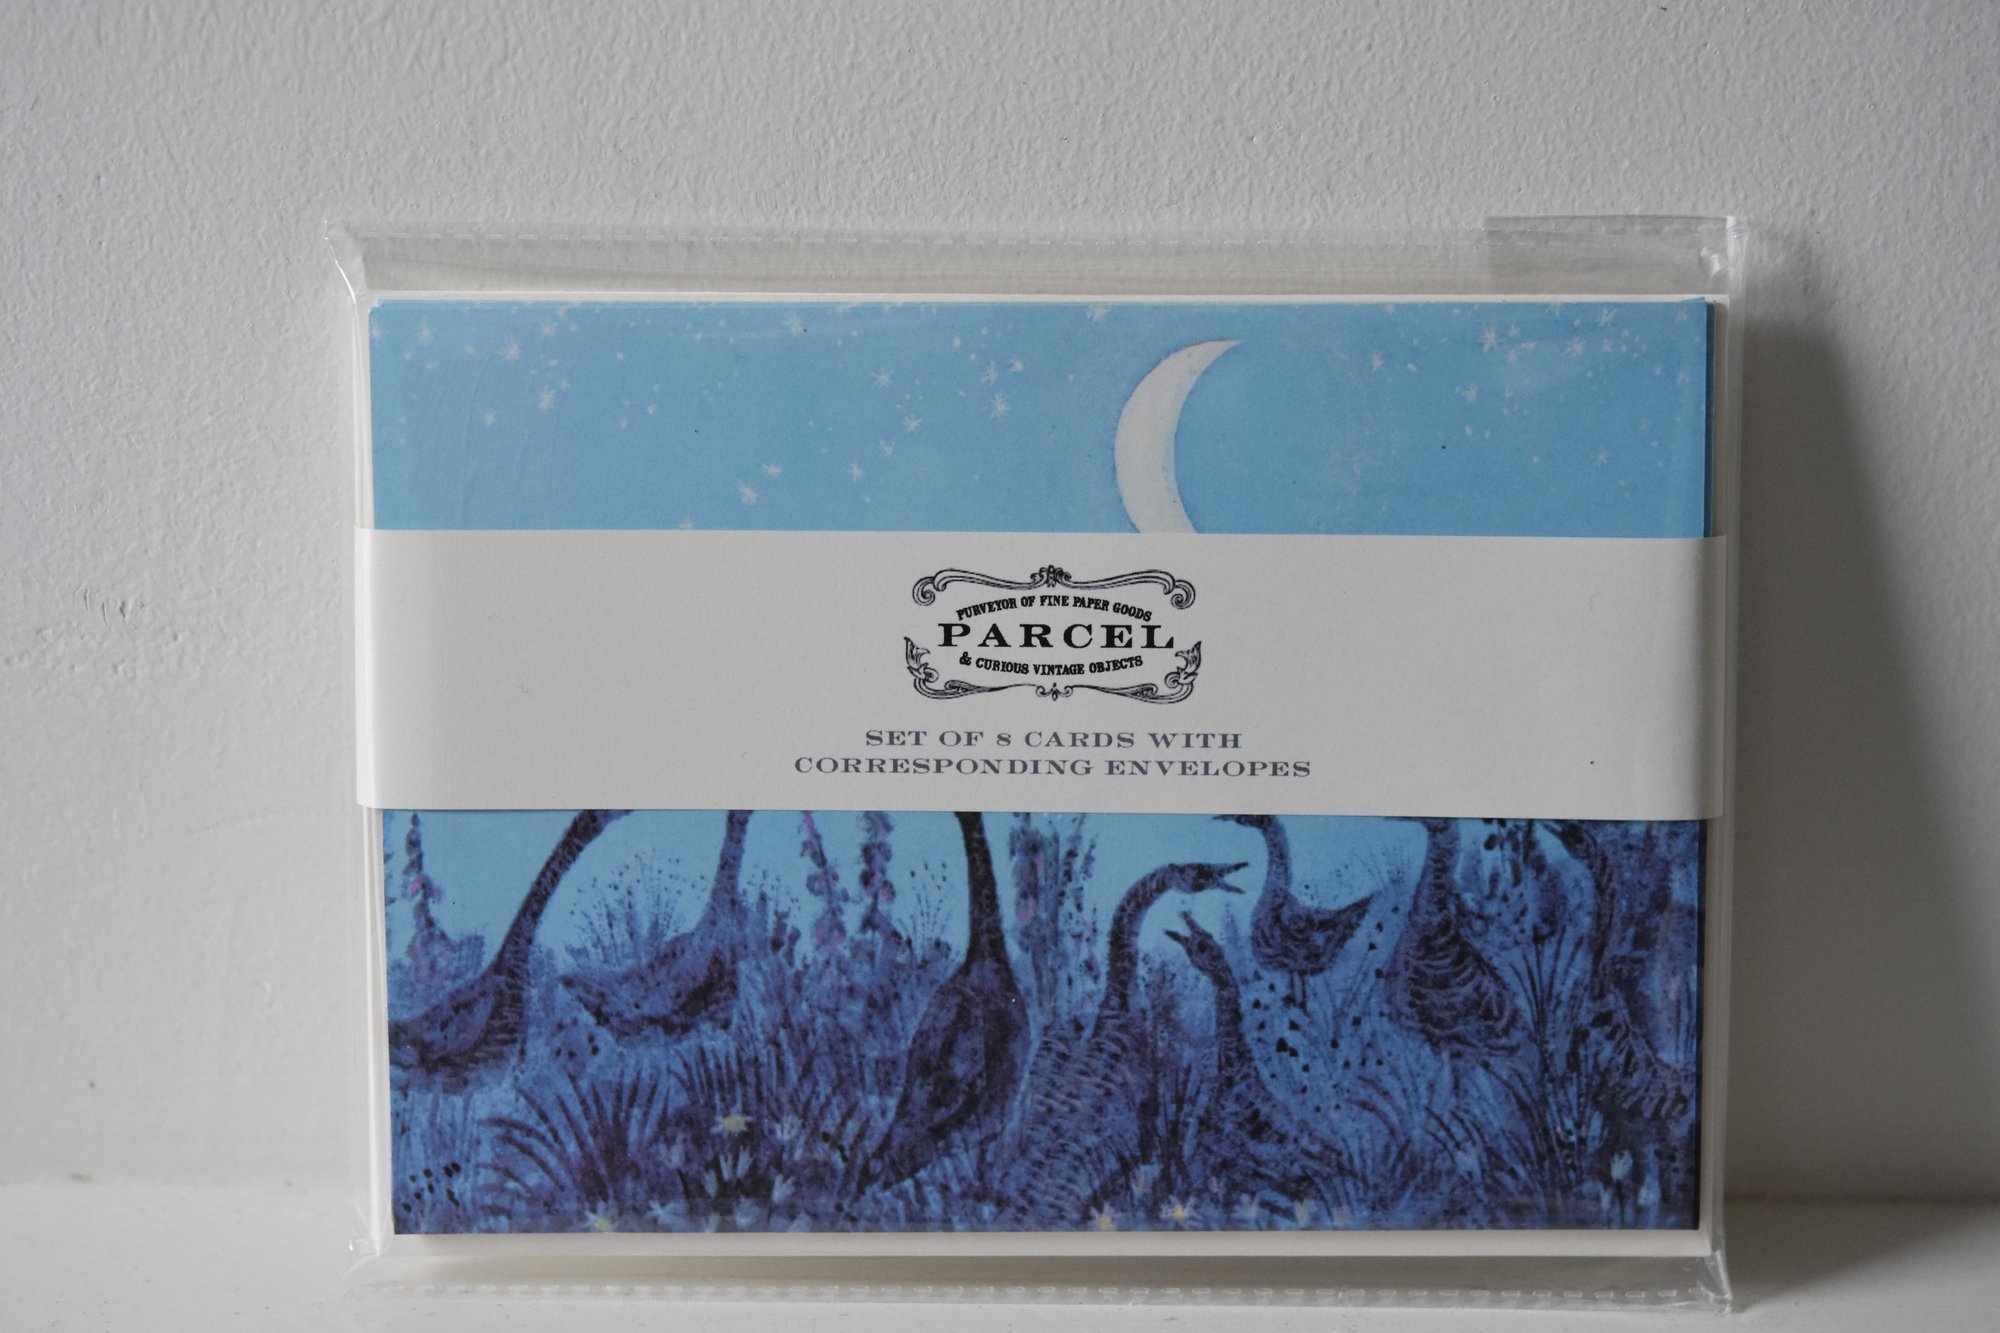 PURVEYOR OF FINE PAPER GOODS
PARCEL
& CURIOUS VINTAGE OBJECTS
SET OF 8 CARDS WITH
CORRESPONDING ENVELOPES